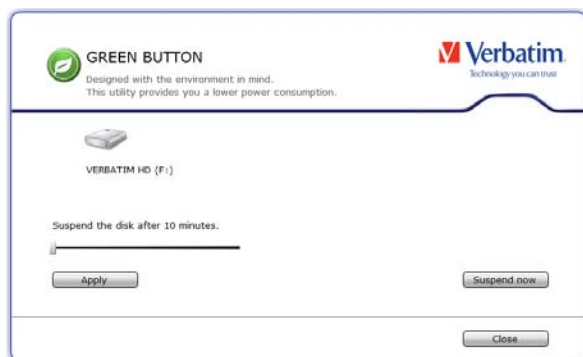 GREEN BUTTON
Designed with the environment in mind.
This utility provides you a lower power consumption.
Verbatim.
Technology you can trust
VERBATIM HD (F:)
Suspend the disk after 10 minutes.
Apply
Suspend now
Close